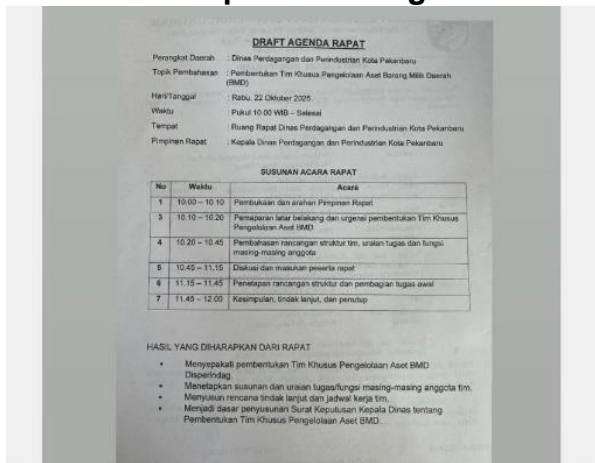 DRAFT AGENDA RAPAT
Perangkat Daerah : Dinas Perdagangan dan Perindustrian Kota Pekanbaru
Topik Pembahasan : Pembentukan Tim Khusus Pengelolaan Aset Barang Milik Daerah
(BMD)
Hari/Tanggal : Rabu, 22 Oktober 2025
Waktu : Pukul 10.00 WIB – Selesai
Tempat : Ruang Rapat Dinas Perdagangan dan Perindustrian Kota Pekanbaru
Pimpinan Rapat : Kepala Dinas Perdagangan dan Perindustrian Kota Pekanbaru
SUSUNAN ACARA RAPAT
No Waktu Acara
1 10.00 – 10.10 Pembukaan dan arahan Pimpinan Rapat
3 10.10 – 10.20 Pemaparan latar belakang dan urgensi pembentukan Tim Khusus
Pengelolaan Aset BMD
4 10.20 – 10.45 Pembahasan rancangan struktur tim, uraian tugas dan fungsi
masing-masing anggota
5 10.45 – 11.15 Diskusi dan masukan peserta rapat
6 11.15 – 11.45 Penetapan rancangan struktur dan pembagian tugas awal
7 11.45 – 12.00 Kesimpulan, tindak lanjut, dan penutup
HASIL YANG DIHARAPKAN DARI RAPAT
• Menyepakati pembentukan Tim Khusus Pengelolaan Aset BMD
Disperindag.
• Menetapkan susunan dan uraian tugas/fungsi masing-masing anggota tim.
• Menyusun rencana tindak lanjut dan jadwal kerja tim.
• Menjadi dasar penyusunan Surat Keputusan Kepala Dinas tentang
Pembentukan Tim Khusus Pengelolaan Aset BMD.